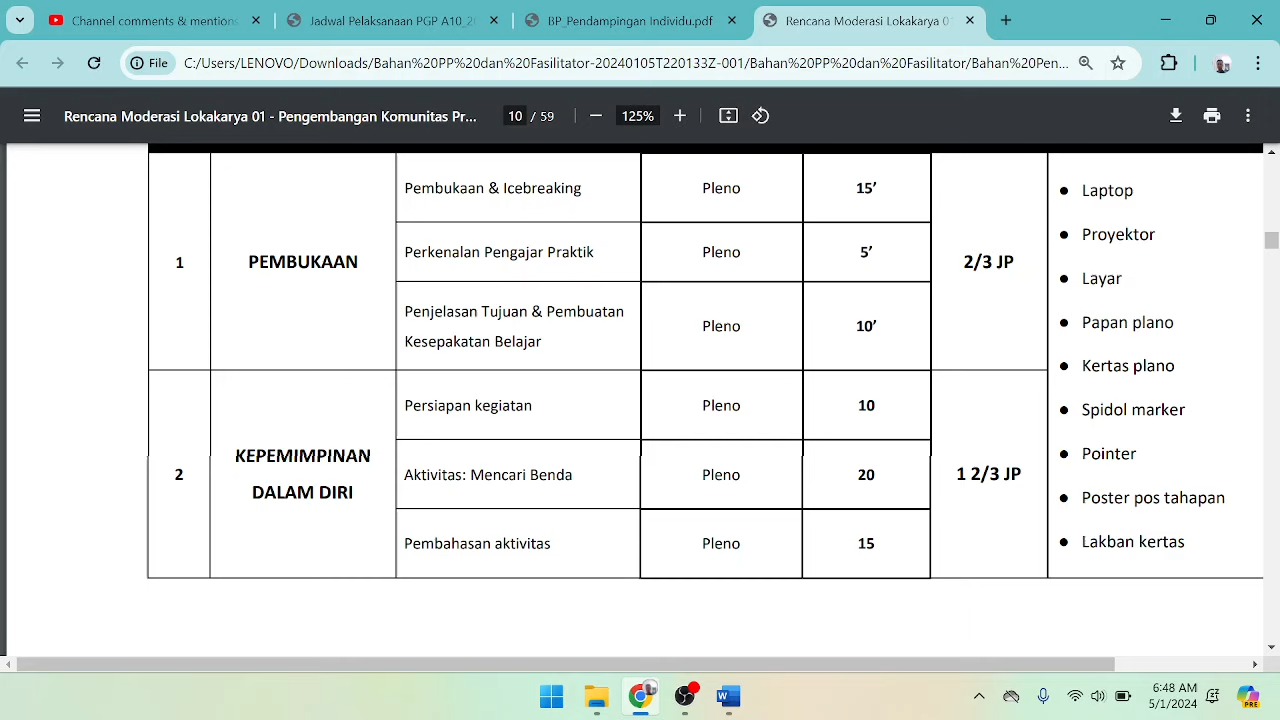 Channel comments & mentions
Jadwal Pelaksanaan PGP A10_2
BP_Pendampingan Individu.pdf
Rencana Moderasi Lokakarya 0
File
C:/Users/LENOVO/Downloads/Bahan%20PP%20dan%20Fasilitator-20240105T220133Z-001/Bahan%20PP%20dan%20Fasilitator/Bahan%20Pen...
Rencana Moderasi Lokakarya 01 - Pengembangan Komunitas Pr...
10 / 59
125%
1
PEMBUKAAN
Pembukaan & Icebreaking
Pleno
15’
Perkenalan Pengajar Praktik
Pleno
5’
Penjelasan Tujuan & Pembuatan
Kesepakatan Belajar
Pleno
10’
2/3 JP
2
KEPEMIMPINAN
DALAM DIRI
Persiapan kegiatan
Pleno
10
Aktivitas: Mencari Benda
Pleno
20
Pembahasan aktivitas
Pleno
15
1 2/3 JP
● Laptop
● Proyektor
● Layar
● Papan plano
● Kertas plano
● Spidol marker
● Pointer
● Poster pos tahapan
● Lakban kertas
6:48 AM
5/1/2024
PRE